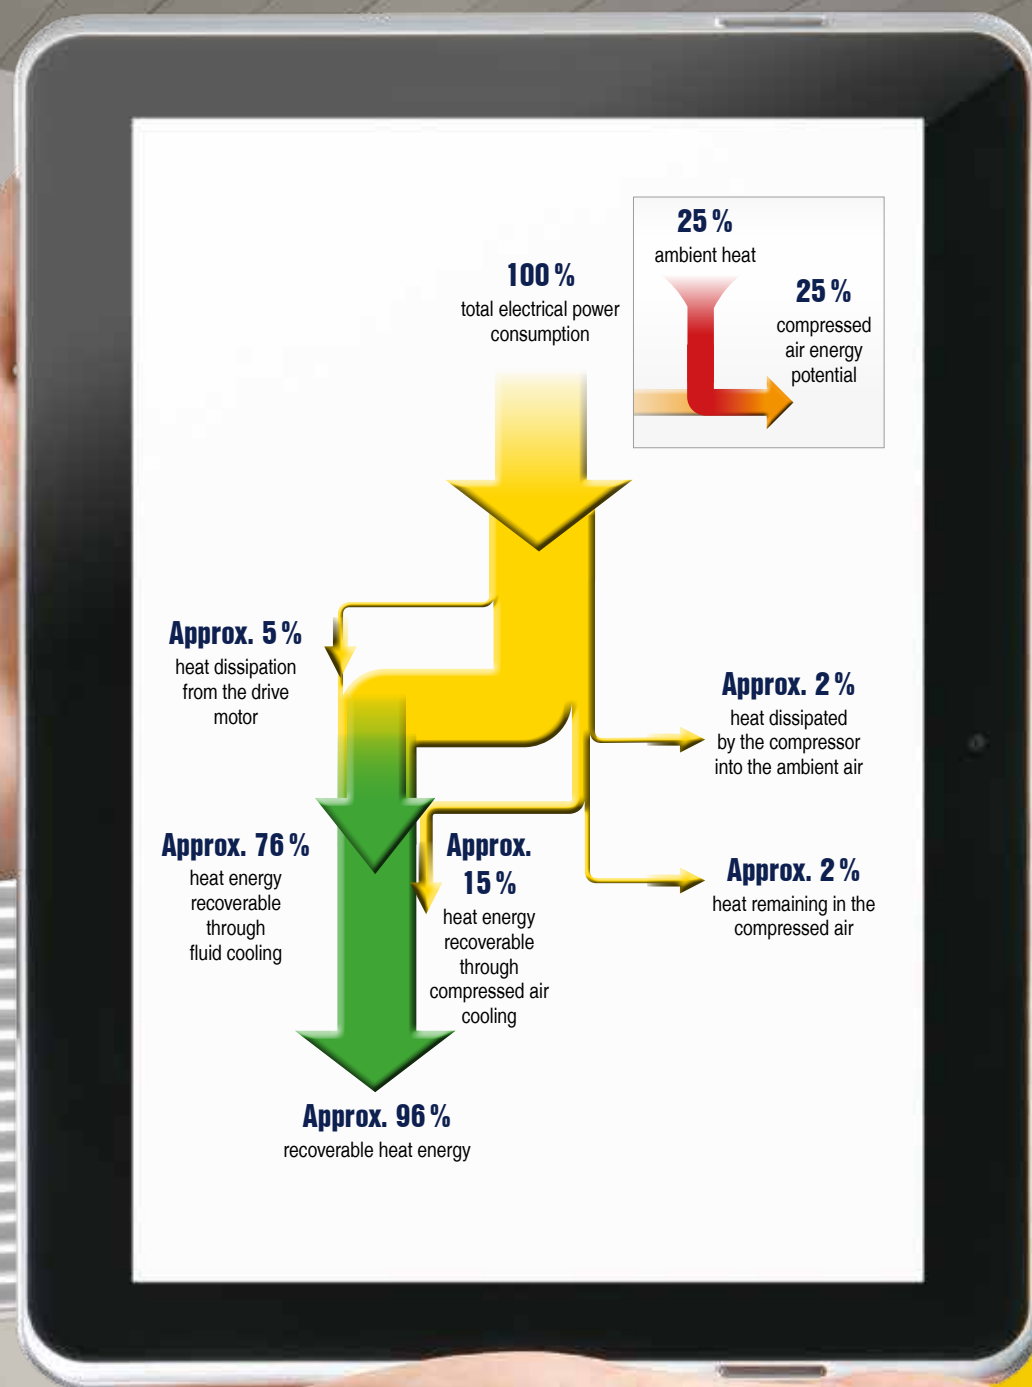 25 %
ambient heat
25 %
compressed
air energy
potential
100 %
total electrical power
consumption
Approx. 5 %
heat dissipation
from the drive
motor
Approx. 2 %
heat dissipated
by the compressor
into the ambient air
Approx. 76 %
heat energy
recoverable
through
fluid cooling
Approx.
15 %
heat energy
recoverable
through
compressed air
cooling
Approx. 2 %
heat remaining in the
compressed air
Approx. 96 %
recoverable heat energy